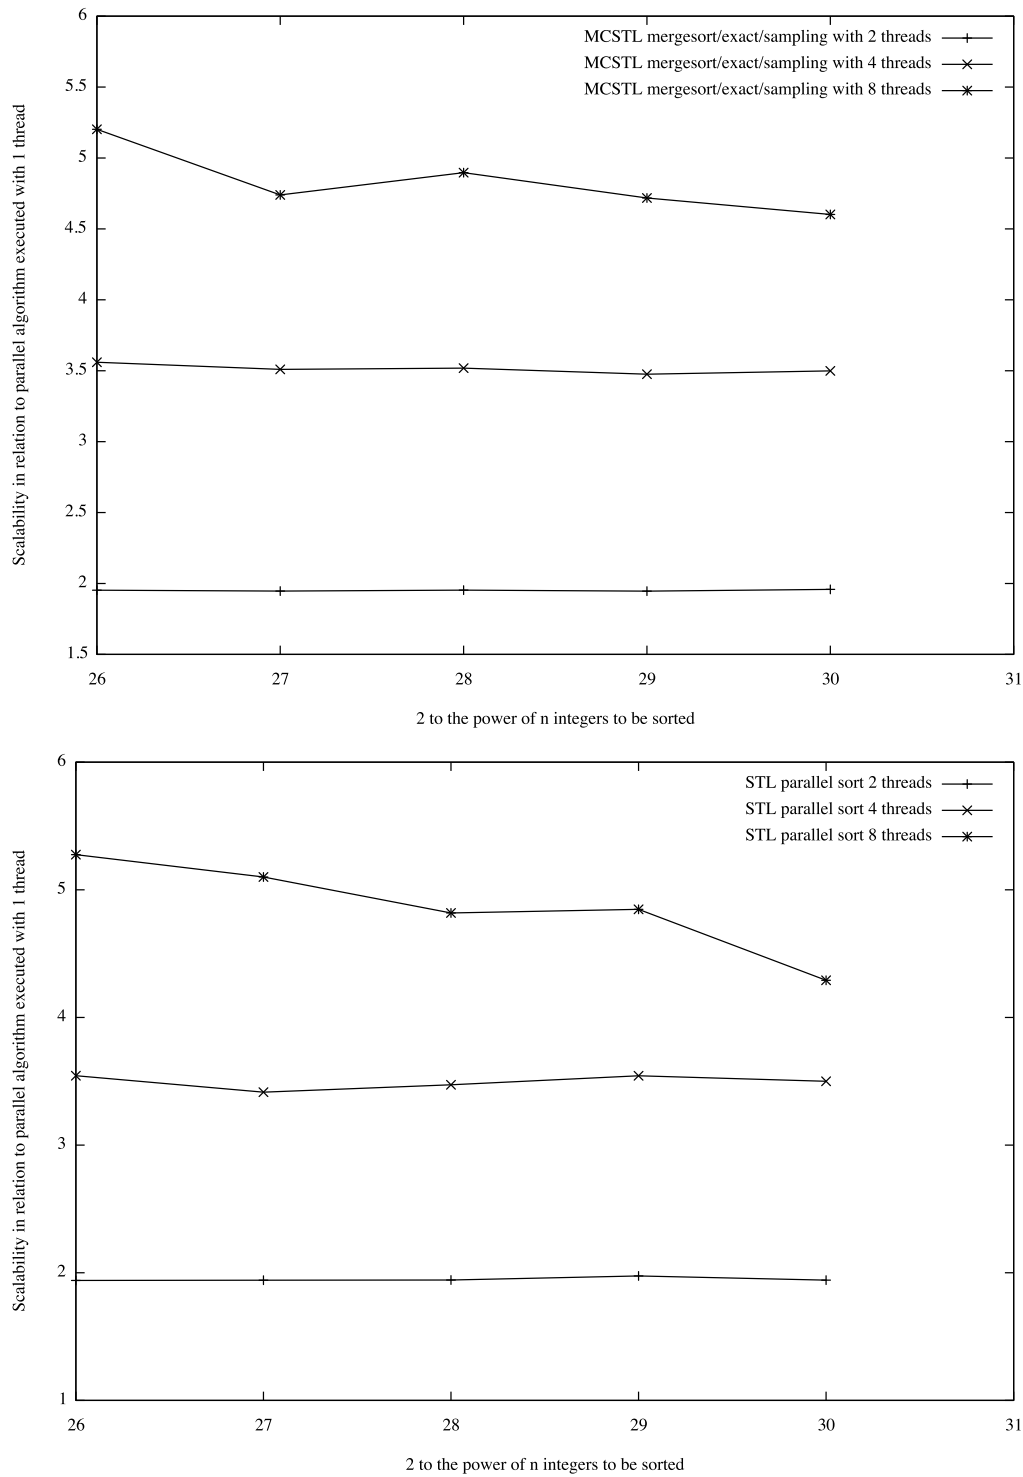 6
5.5
5
4.5
4
3.5
3
2.5
2
1.5
26 27 28 29 30 31
Scalability in relation to parallel algorithm executed with 1 thread
2 to the power of n integers to be sorted
MCSTL mergesort/exact/sampling with 2 threads
MCSTL mergesort/exact/sampling with 4 threads
MCSTL mergesort/exact/sampling with 8 threads
6
5
4
3
2
1
26 27 28 29 30 31
Scalability in relation to parallel algorithm executed with 1 thread
2 to the power of n integers to be sorted
STL parallel sort 2 threads
STL parallel sort 4 threads
STL parallel sort 8 threads